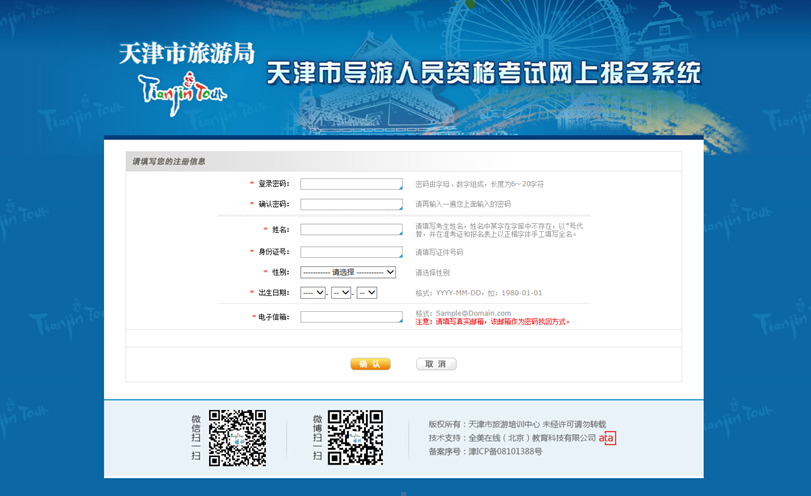 天津市旅游局
Tianjin Tour
天津市导游人员资格考试网上报名系统
请填写您的注册信息
* 登录密码: 密码由字母、数字组成，长度为6～20字符
* 确认密码: 请再输入一遍您上面输入的密码
* 姓名: 请填写考生姓名，姓名中某字在字库中不存在，以*号代
替，并在准考证和报名表上以正楷字体手工填写全名。
* 身份证号: 请填写证件号码
* 性别: ----------- 请选择 ----------- 请选择性别
* 出生日期: ---- - -- - -- 格式：YYYY-MM-DD，如：1980-01-01
* 电子信箱: 格式：Sample@Domain.com
注意：请填写真实邮箱，该邮箱作为密码找回方式。
确 认 取 消
微信扫一扫
微博扫一扫
版权所有：天津市旅游培训中心 未经许可请勿转载
技术支持：全美在线（北京）教育科技有限公司 ata
备案序号：津ICP备08101388号